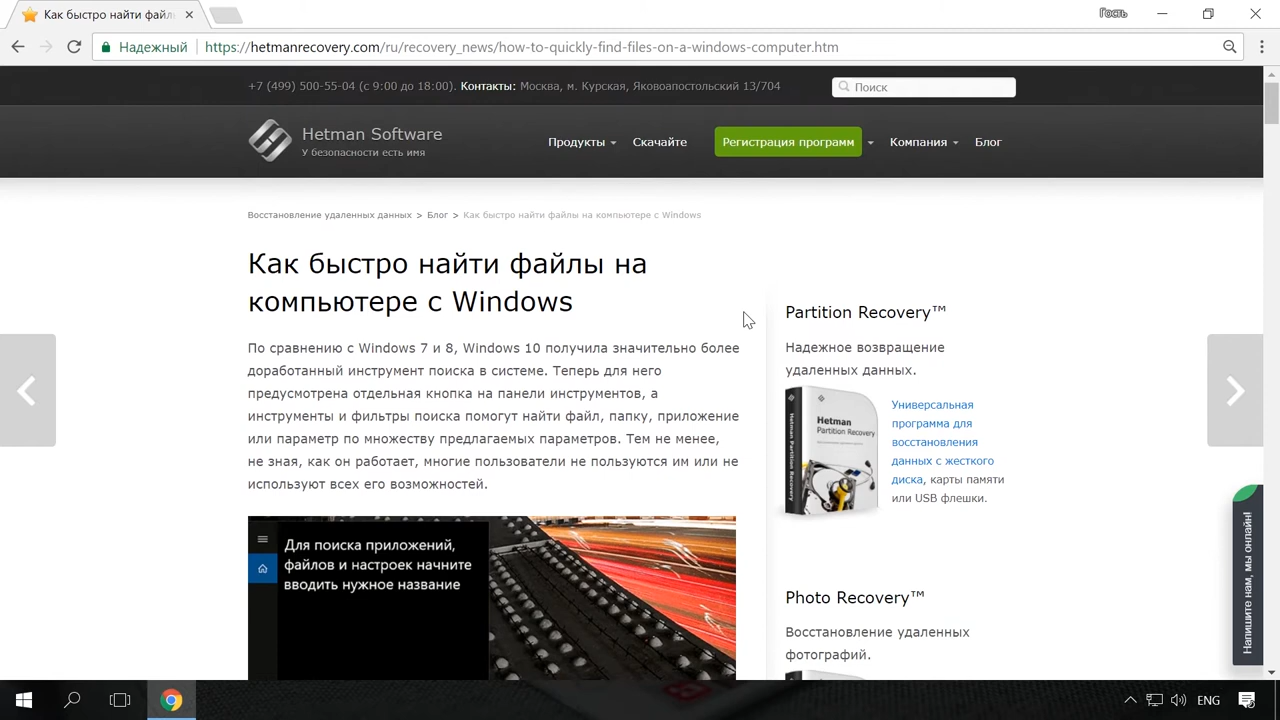 Как быстро найти файл
Гость
Надежный
https://hetmanrecovery.com/ru/recovery_news/how-to-quickly-find-files-on-a-windows-computer.htm
+7 (499) 500-55-04 (с 9:00 до 18:00). Контакты: Москва, м. Курская, Яковоапостольский 13/704
Поиск
Hetman Software
У безопасности есть имя
Продукты
Скачайте
Регистрация программ
Компания
Блог
Восстановление удаленных данных > Блог > Как быстро найти файлы на компьютере с Windows
Как быстро найти файлы на
компьютере с Windows
По сравнению с Windows 7 и 8, Windows 10 получила значительно более
доработанный инструмент поиска в системе. Теперь для него
предусмотрена отдельная кнопка на панели инструментов, а
инструменты и фильтры поиска помогут найти файл, папку, приложение
или параметр по множеству предлагаемых параметров. Тем не менее,
не зная, как он работает, многие пользователи не пользуются им или не
используют всех его возможностей.
Для поиска приложений,
файлов и настроек начните
вводить нужное название
Partition Recovery™
Надежное возвращение
удаленных данных.
Hetman
Partition Recovery
Hetman Partition Recovery
Универсальная
программа для
восстановления
данных с жесткого
диска, карты памяти
или USB флешки.
Photo Recovery™
Восстановление удаленных
фотографий.
Напишите нам, мы онлайн!
ENG